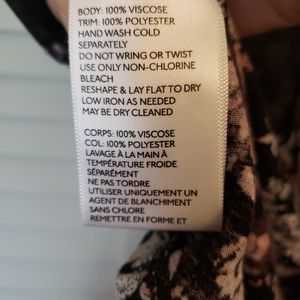 BODY: 100% VISCOSE
TRIM: 100% POLYESTER
HAND WASH COLD
SEPARATELY
DO NOT WRING OR TWIST
USE ONLY NON-CHLORINE
BLEACH
RESHAPE & LAY FLAT TO DRY
LOW IRON AS NEEDED
MAY BE DRY CLEANED
CORPS: 100% VISCOSE
COL: 100% POLYESTER
LAVAGE À LA MAIN À
TEMPÉRATURE FROIDE
SÉPARÉMENT
NE PAS TORDRE
UTILISER UNIQUEMENT UN
AGENT DE BLANCHIMENT
SANS CHLORE
REMETTRE EN FORME ET